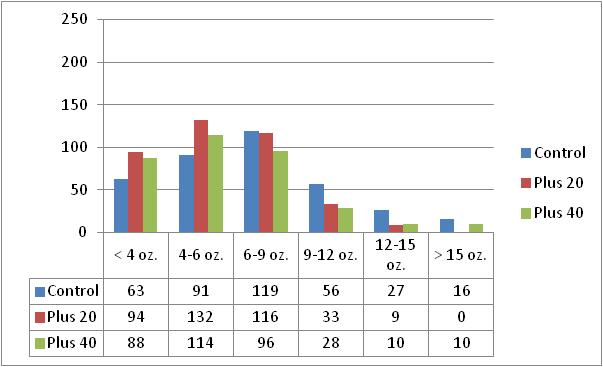 250
200
150
100
50
0
Control
Plus 20
Plus 40
< 4 oz. 4-6 oz. 6-9 oz. 9-12 oz. 12-15 oz. > 15 oz.
Control 63 91 119 56 27 16
Plus 20 94 132 116 33 9 0
Plus 40 88 114 96 28 10 10